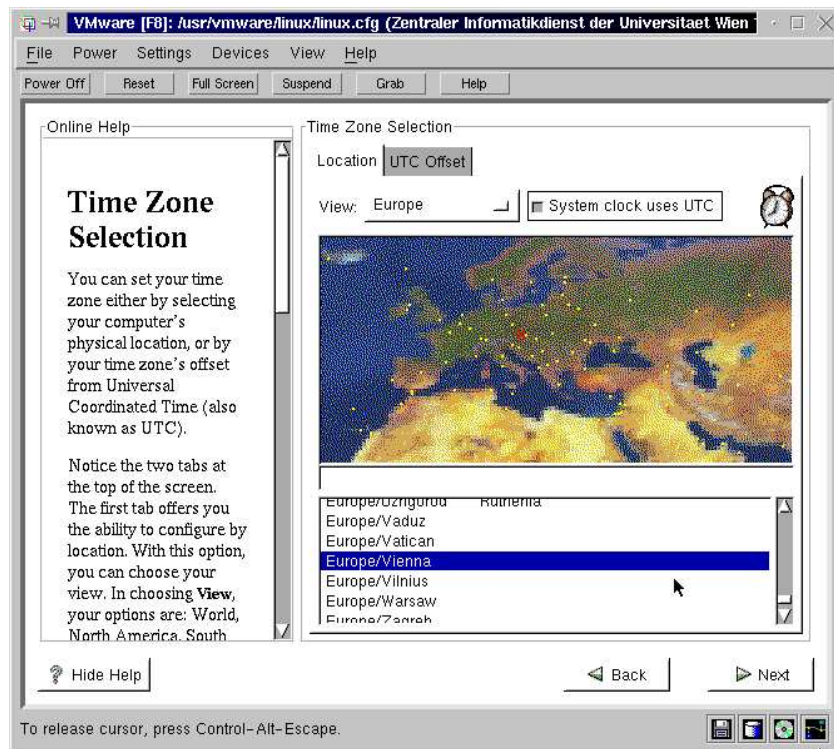 VMware [F8]: /usr/vmware/linux/linux.cfg (Zentraler Informatikdienst der Universitaet Wien
File Power Settings Devices View Help
Power Off Reset Full Screen Suspend Grab Help
Online Help
Time Zone
Selection
You can set your time
zone either by selecting
your computer's
physical location, or by
your time zone's offset
from Universal
Coordinated Time (also
known as UTC).
Notice the two tabs at
the top of the screen.
The first tab offers you
the ability to configure by
location. With this option,
you can choose your
view. In choosing View,
your options are: World,
North America, South
Time Zone Selection
Location UTC Offset
View: Europe System clock uses UTC
Europe/Uzhgorod Ruthenia
Europe/Vaduz
Europe/Vatican
Europe/Vienna
Europe/Vilnius
Europe/Warsaw
Europe/Zagreb
? Hide Help Back Next
To release cursor, press Control-Alt-Escape.